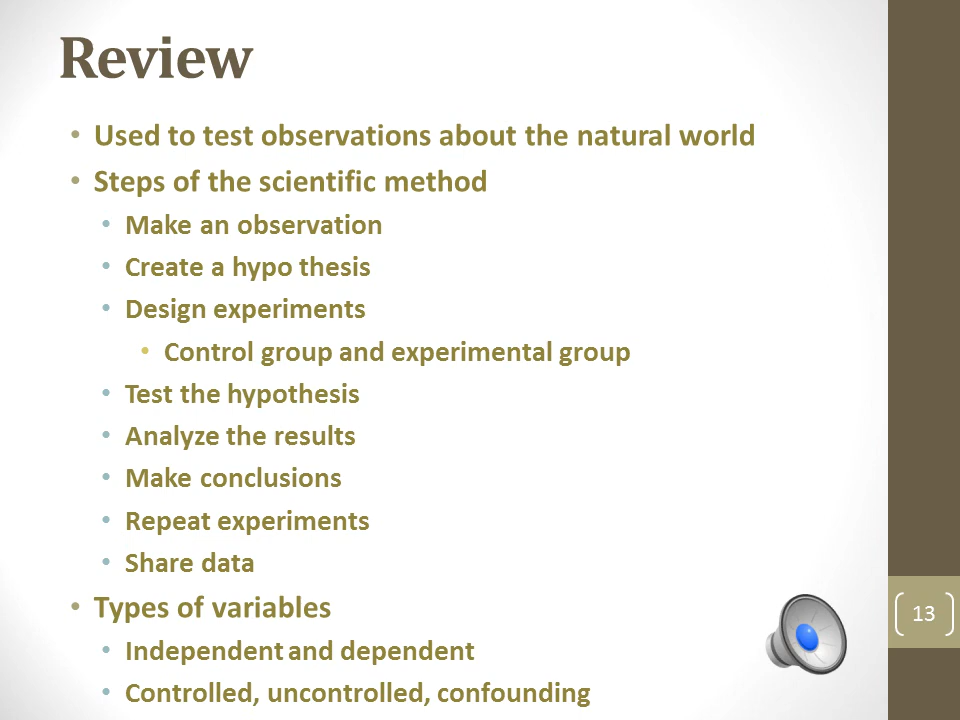 Review
• Used to test observations about the natural world
• Steps of the scientific method
• Make an observation
• Create a hypo thesis
• Design experiments
• Control group and experimental group
• Test the hypothesis
• Analyze the results
• Make conclusions
• Repeat experiments
• Share data
• Types of variables
• Independent and dependent
• Controlled, uncontrolled, confounding
13